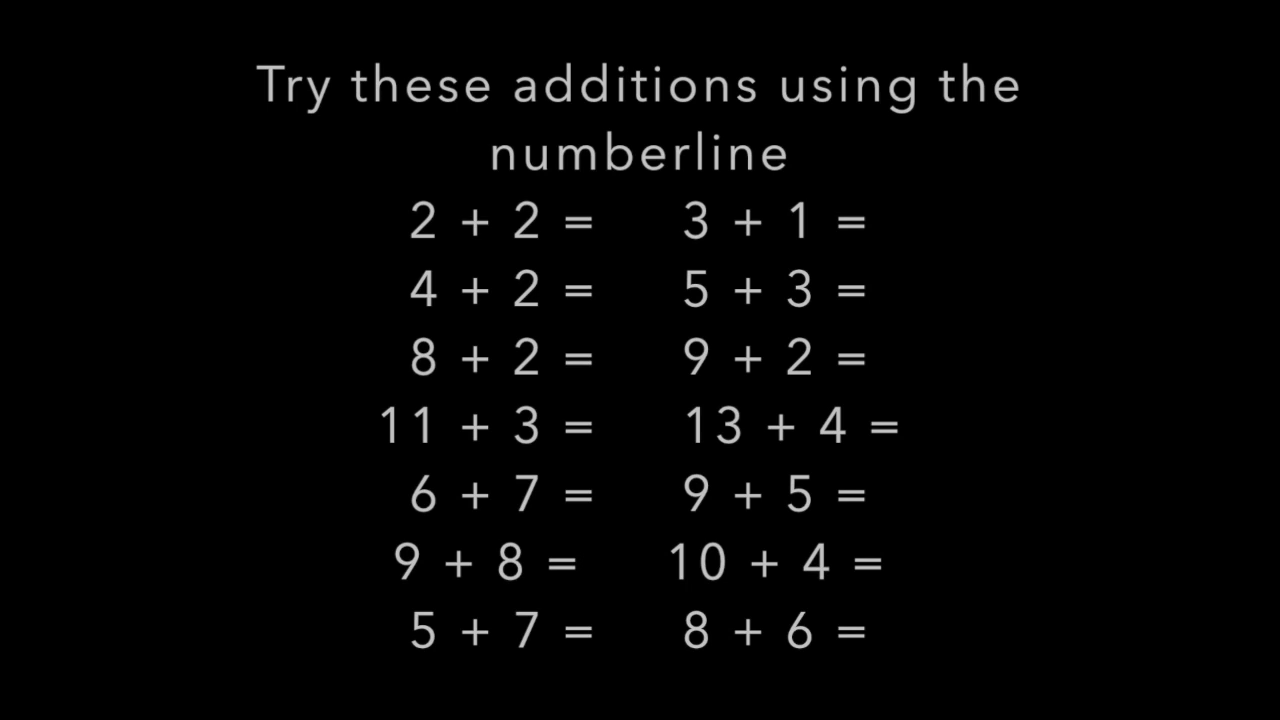 Try these additions using the
numberline
2 + 2 = 3 + 1 =
4 + 2 = 5 + 3 =
8 + 2 = 9 + 2 =
11 + 3 = 13 + 4 =
6 + 7 = 9 + 5 =
9 + 8 = 10 + 4 =
5 + 7 = 8 + 6 =